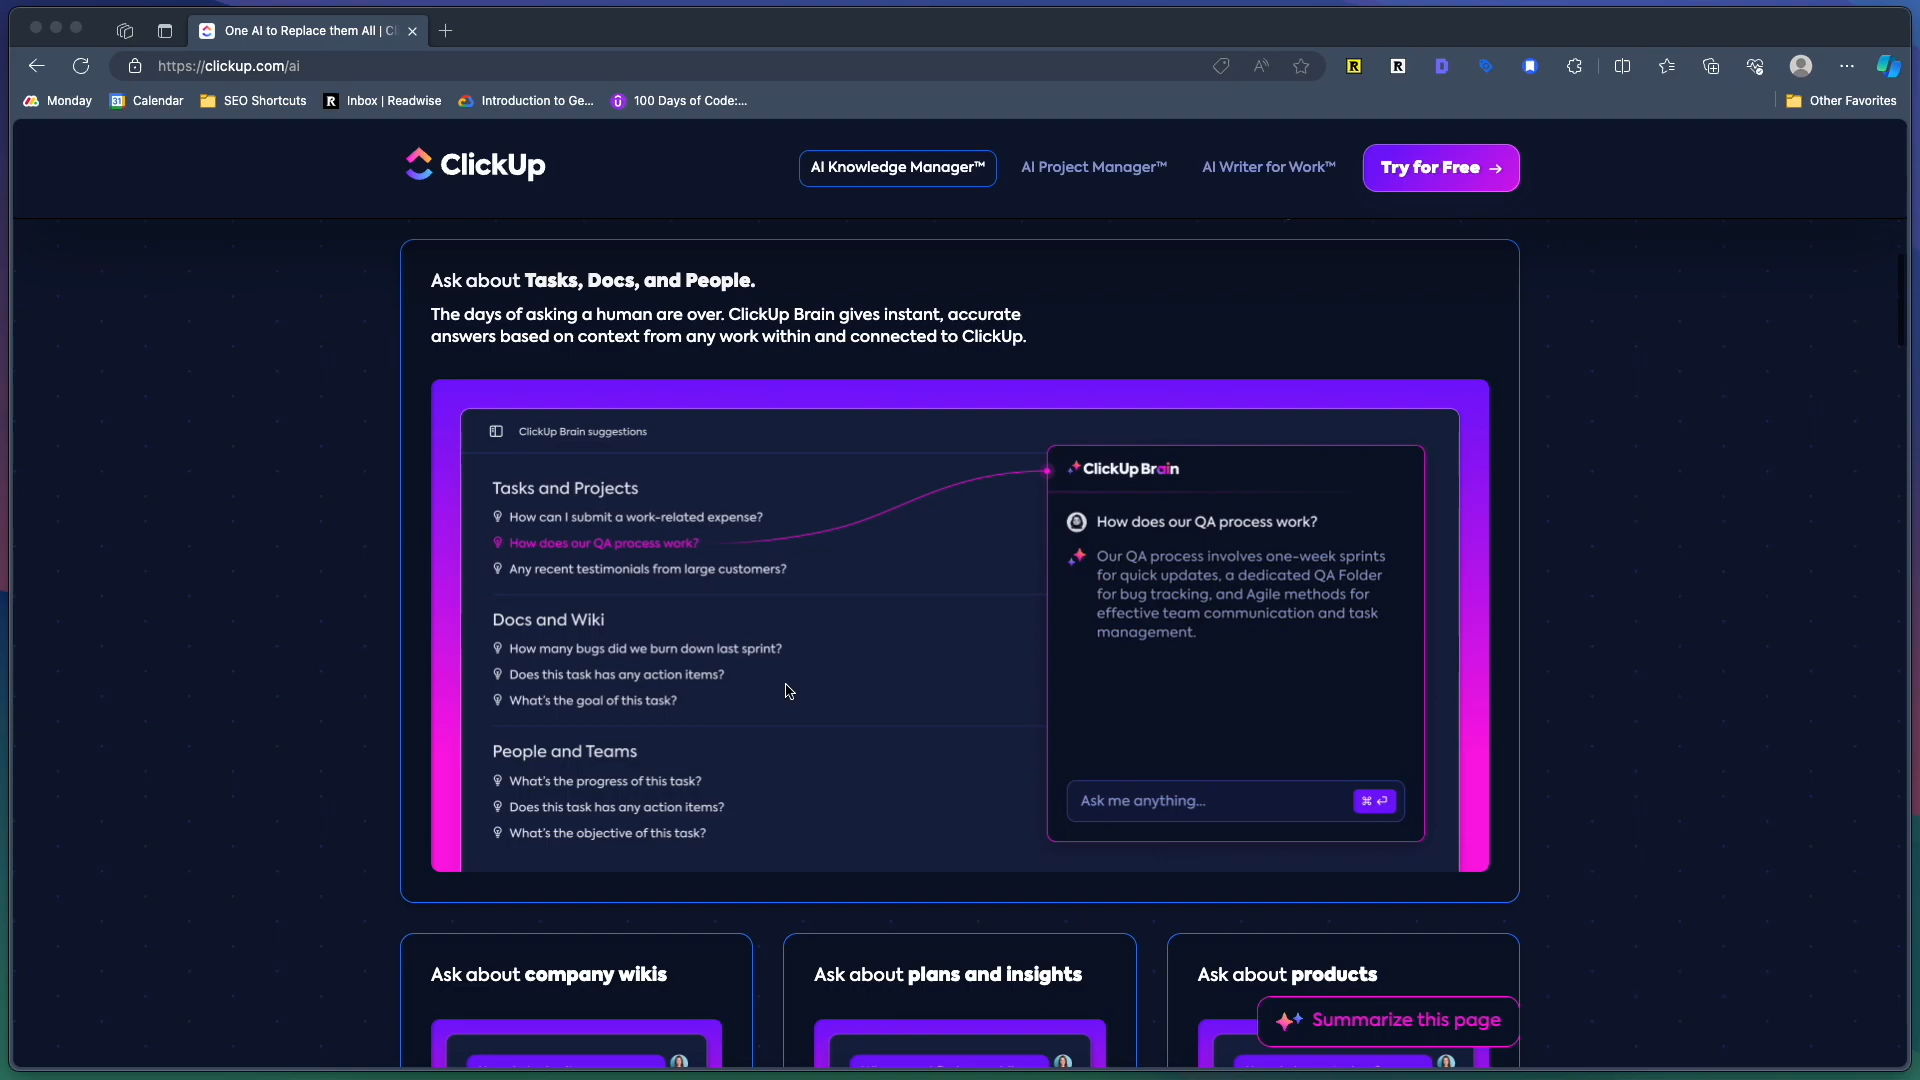 One AI to Replace them All | Cl
https://clickup.com/ai
Monday
Calendar
SEO Shortcuts
Inbox | Readwise
Introduction to Ge...
100 Days of Code:...
Other Favorites
ClickUp
AI Knowledge Manager™
AI Project Manager™
AI Writer for Work™
Try for Free →
Ask about Tasks, Docs, and People.
The days of asking a human are over. ClickUp Brain gives instant, accurate
answers based on context from any work within and connected to ClickUp.
ClickUp Brain suggestions
Tasks and Projects
How can I submit a work-related expense?
How does our QA process work?
Any recent testimonials from large customers?
Docs and Wiki
How many bugs did we burn down last sprint?
Does this task has any action items?
What's the goal of this task?
People and Teams
What's the progress of this task?
Does this task has any action items?
What's the objective of this task?
ClickUp Brain
How does our QA process work?
Our QA process involves one-week sprints
for quick updates, a dedicated QA Folder
for bug tracking, and Agile methods for
effective team communication and task
management.
Ask me anything...
Ask about company wikis
Ask about plans and insights
Ask about products
Summarize this page